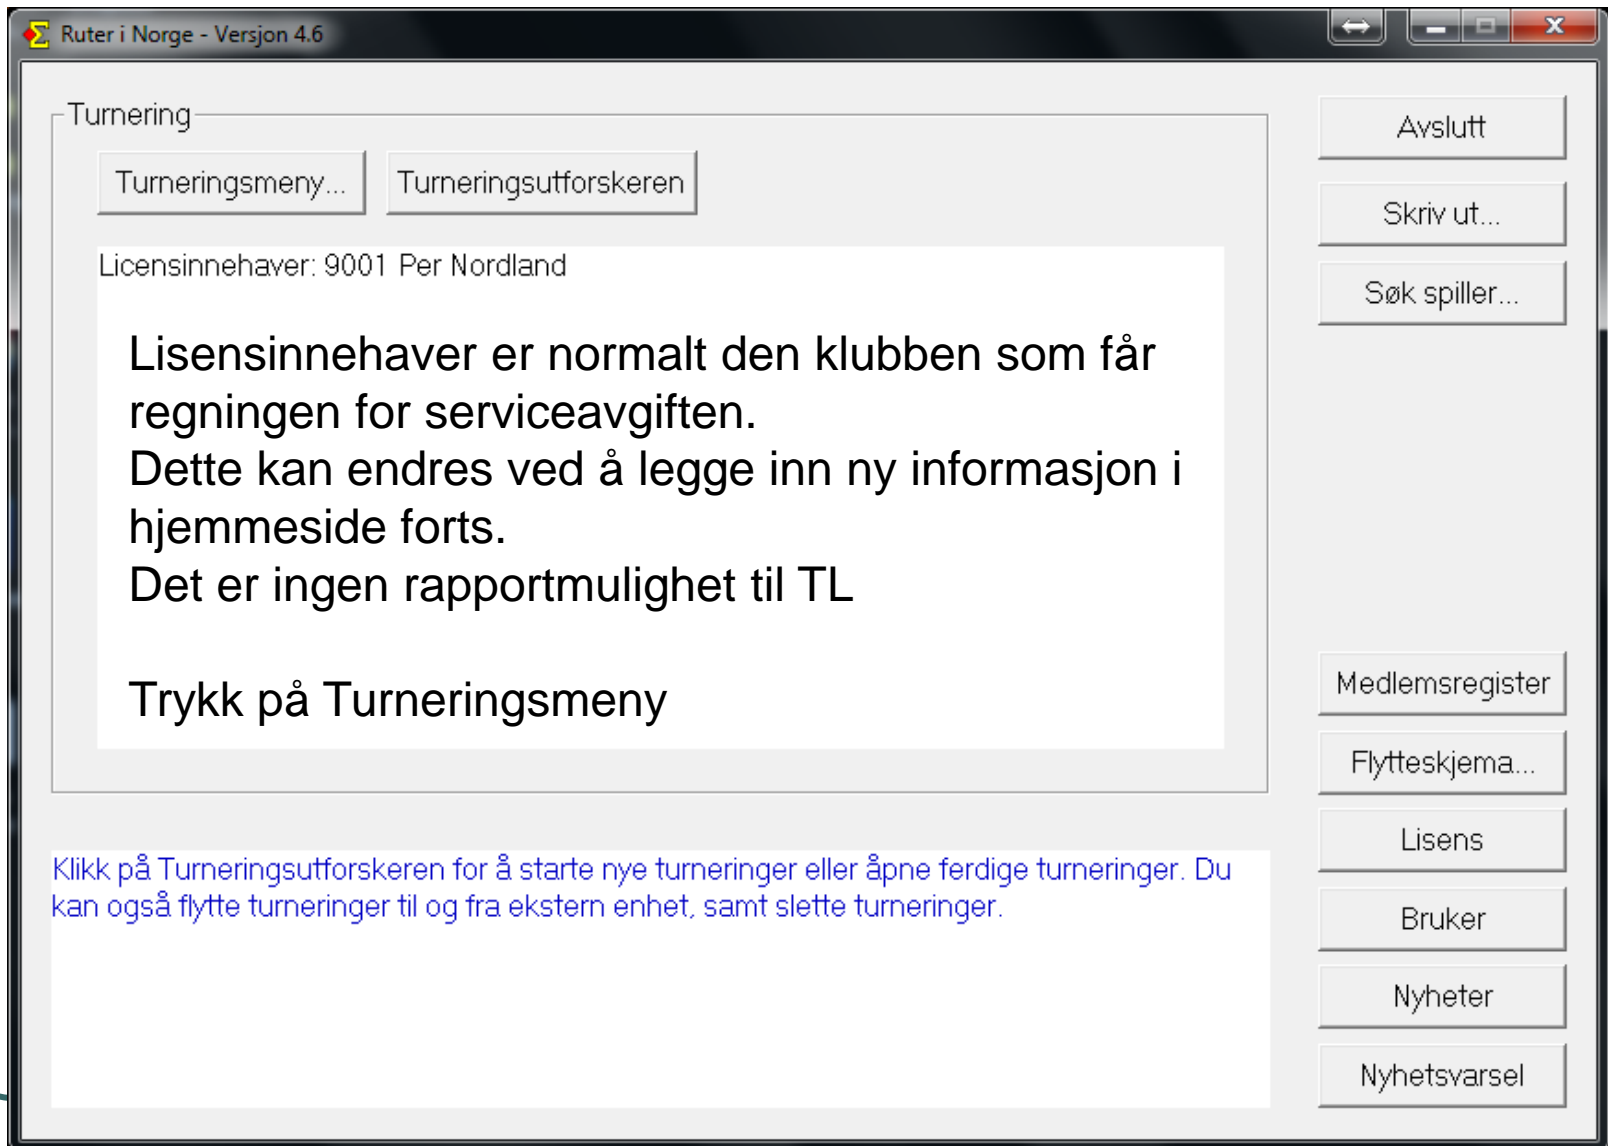 Ruter i Norge - Versjon 4.6
Turnering
Turneringsmeny...
Turneringsutforskeren
Licensinnehaver: 9001 Per Nordland
Lisensinnehaver er normalt den klubben som får
regningen for serviceavgiften.
Dette kan endres ved å legge inn ny informasjon i
hjemmeside forts.
Det er ingen rapportmulighet til TL
Trykk på Turneringsmeny
Klikk på Turneringsutforskeren for å starte nye turneringer eller åpne ferdige turneringer. Du
kan også flytte turneringer til og fra ekstern enhet, samt slette turneringer.
Avslutt
Skriv ut...
Søk spiller...
Medlemsregister
Flytteskjema...
Lisens
Bruker
Nyheter
Nyhetsvarsel